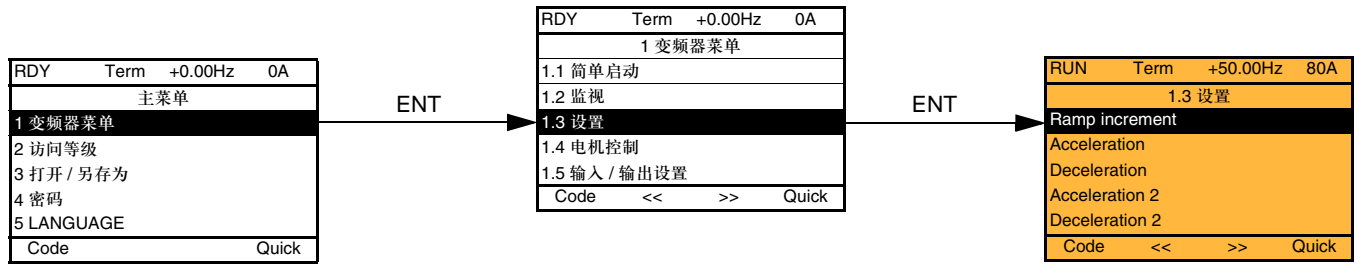 RDY Term +0.00Hz 0A
主菜单
1 变频器菜单
2 访问等级
3 打开 / 另存为
4 密码
5 LANGUAGE
Code Quick
ENT
RDY Term +0.00Hz 0A
1 变频器菜单
1.1 简单启动
1.2 监视
1.3 设置
1.4 电机控制
1.5 输入 / 输出设置
Code << >> Quick
ENT
RUN Term +50.00Hz 80A
1.3 设置
Ramp increment
Acceleration
Deceleration
Acceleration 2
Deceleration 2
Code << >> Quick